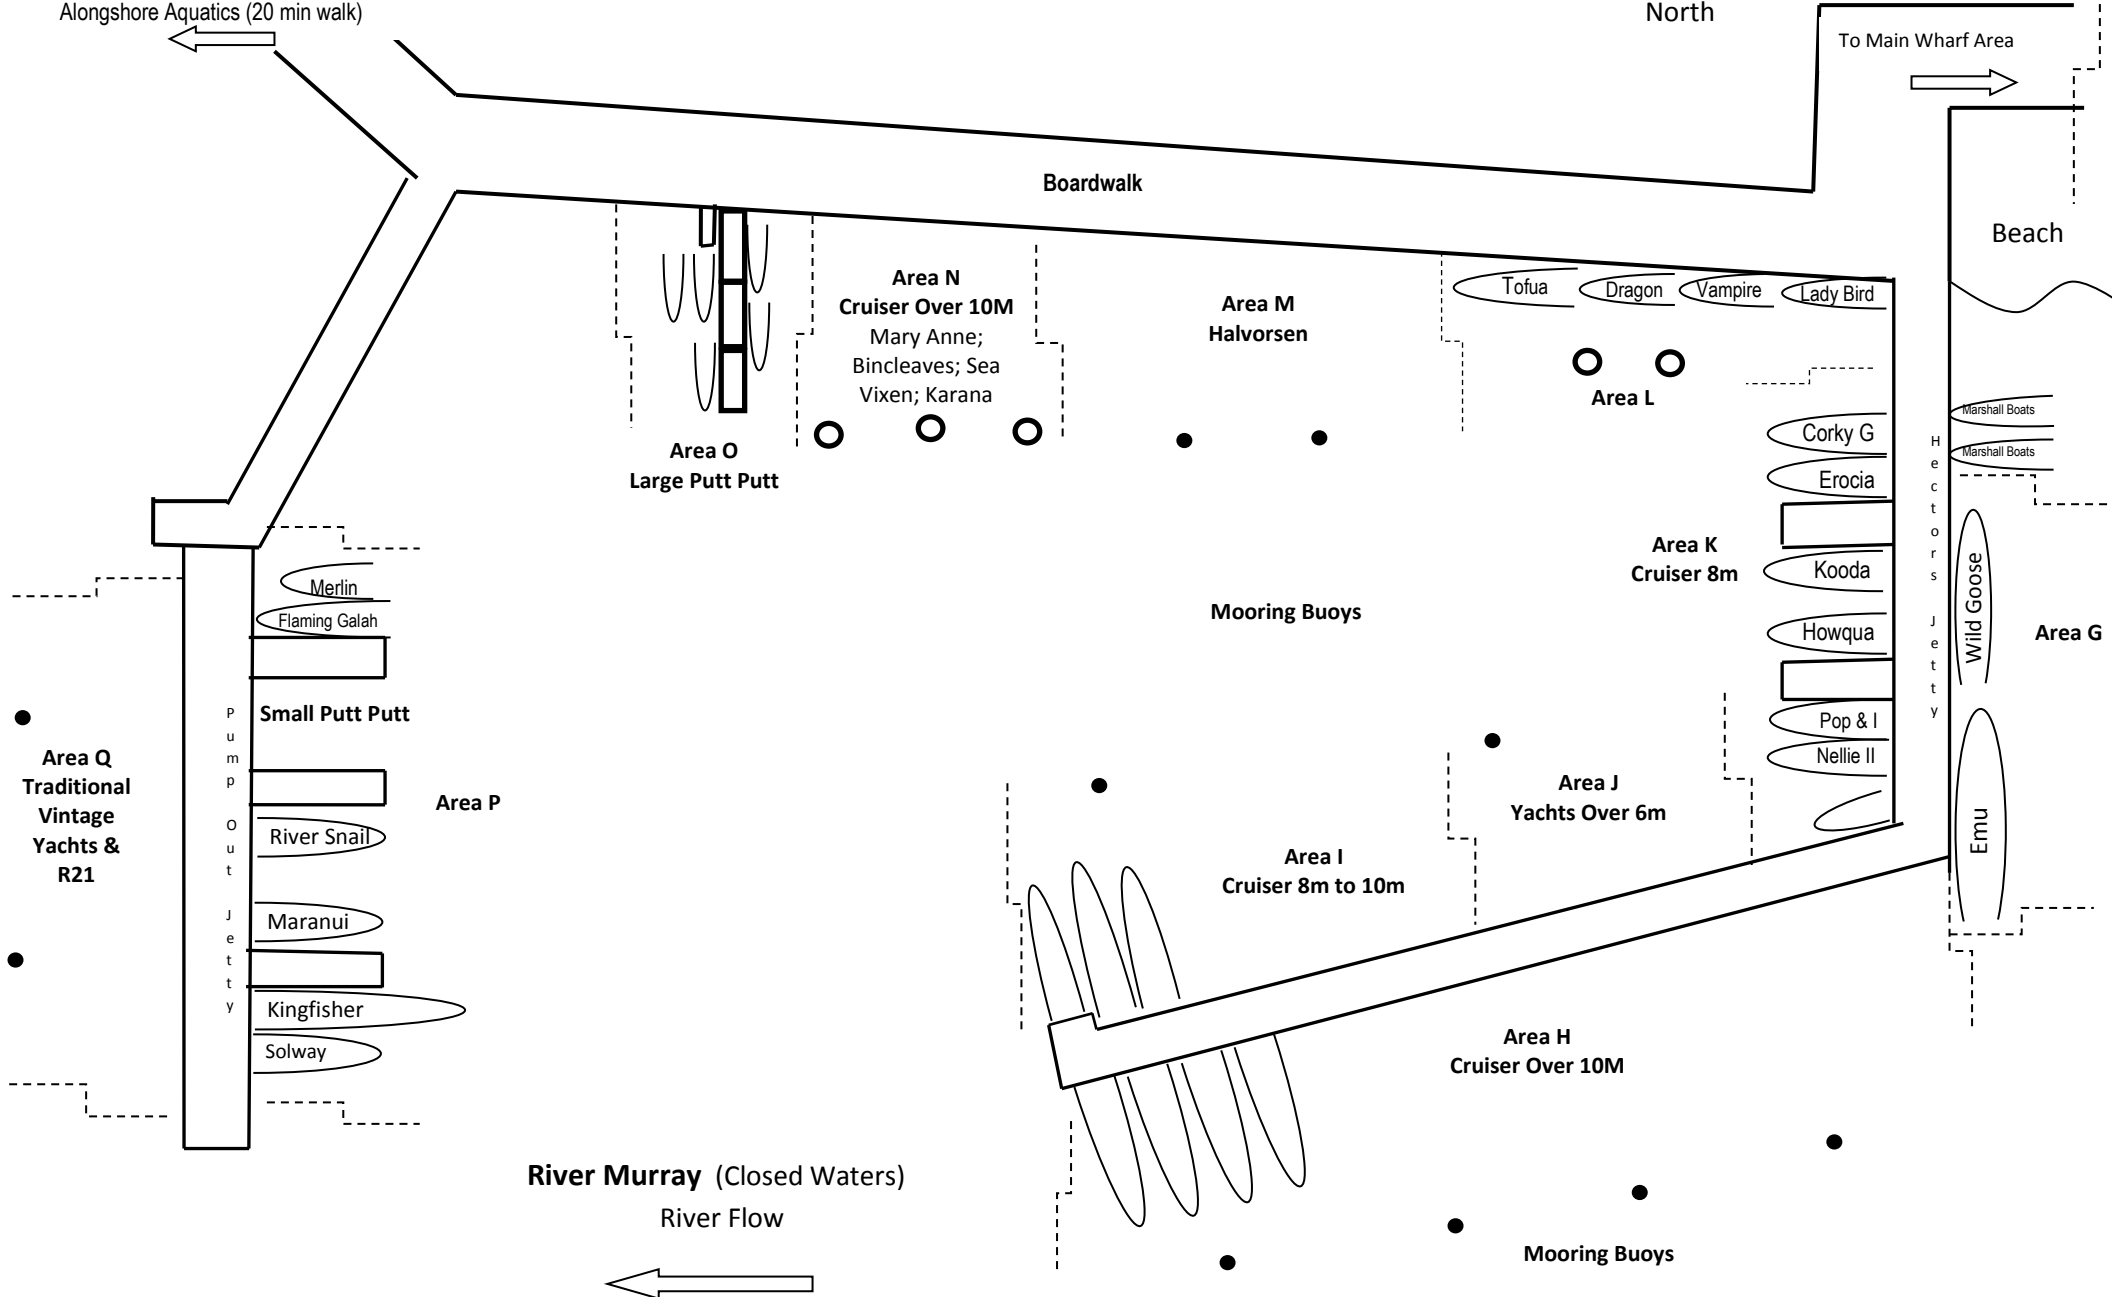 Alongshore Aquatics (20 min walk)
North
To Main Wharf Area
Boardwalk
Beach
Area N
Cruiser Over 10M
Mary Anne;
Bincleaves; Sea
Vixen; Karana
Area M
Halvorsen
Tofua
Dragon
Vampire
Lady Bird
Area L
Area O
Large Putt Putt
Corky G
Erocia
Marshall Boats
Marshall Boats
Hectors Jetty
Area K
Cruiser 8m
Kooda
Howqua
Wild Goose
Area G
Merlin
Flaming Galah
Mooring Buoys
Small Putt Putt
Pump Out Jetty
Pop & I
Nellie II
Area Q
Traditional
Vintage
Yachts &
R21
Area P
Area J
Yachts Over 6m
River Snail
Emu
Area I
Cruiser 8m to 10m
Maranui
Kingfisher
Solway
Area H
Cruiser Over 10M
River Murray (Closed Waters)
River Flow
Mooring Buoys